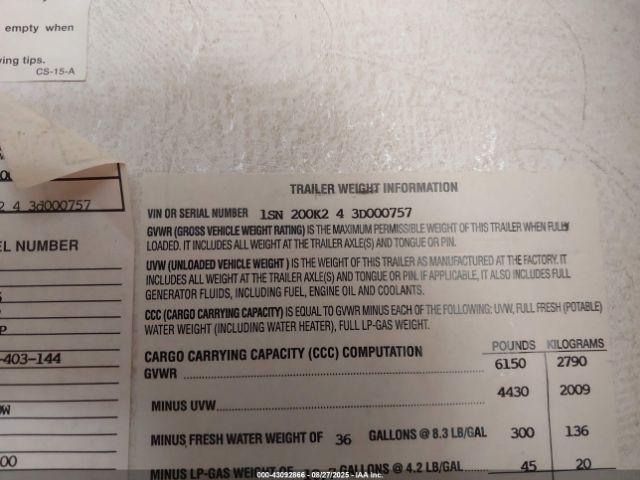 empty when
ving tips.
CS-15-A
2 4 3d000757
EL NUMBER
P
-403-144
OW
00
TRAILER WEIGHT INFORMATION
VIN OR SERIAL NUMBER 1SN 200K2 4 3D000757
GVWR (GROSS VEHICLE WEIGHT RATING) IS THE MAXIMUM PERMISSIBLE WEIGHT OF THIS TRAILER WHEN FULLY
LOADED. IT INCLUDES ALL WEIGHT AT THE TRAILER AXLE(S) AND TONGUE OR PIN.
UVW (UNLOADED VEHICLE WEIGHT ) IS THE WEIGHT OF THIS TRAILER AS MANUFACTURED AT THE FACTORY. IT
INCLUDES ALL WEIGHT AT THE TRAILER AXLE(S) AND TONGUE OR PIN. IF APPLICABLE, IT ALSO INCLUDES FULL
GENERATOR FLUIDS, INCLUDING FUEL, ENGINE OIL AND COOLANTS.
CCC (CARGO CARRYING CAPACITY) IS EQUAL TO GVWR MINUS EACH OF THE FOLLOWING: UVW, FULL FRESH (POTABLE)
WATER WEIGHT (INCLUDING WATER HEATER), FULL LP-GAS WEIGHT.
POUNDS KILOGRAMS
CARGO CARRYING CAPACITY (CCC) COMPUTATION
GVWR 6150 2790
MINUS UVW 4430 2009
MINUS FRESH WATER WEIGHT OF 36 GALLONS @ 8.3 LB/GAL 300 136
MINUS LP-GAS WEIGHT OF GALLONS @ 4.2 LB/GAL 45 20
000-43092866 - 08/27/2025 - IAA Inc.